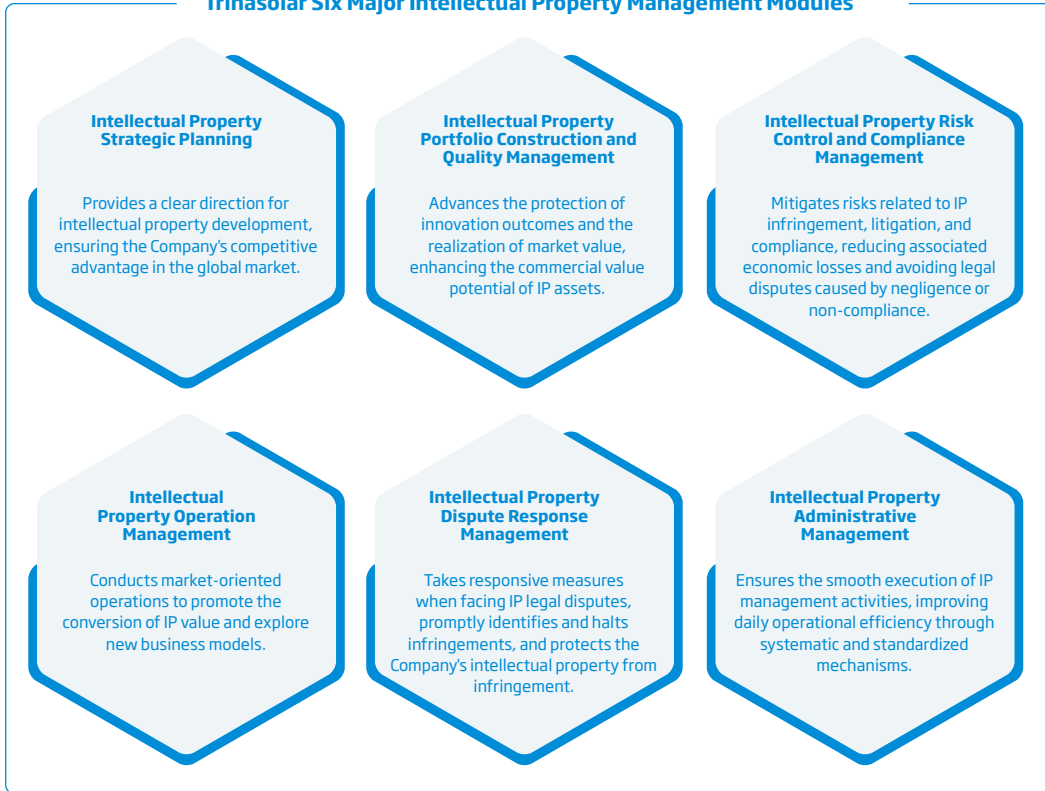 Trinasolar Six Major Intellectual Property Management Modules
Intellectual Property
Strategic Planning
Provides a clear direction for
intellectual property development,
ensuring the Company's competitive
advantage in the global market.
Intellectual Property
Portfolio Construction and
Quality Management
Advances the protection of
innovation outcomes and the
realization of market value,
enhancing the commercial value
potential of IP assets.
Intellectual Property Risk
Control and Compliance
Management
Mitigates risks related to IP
infringement, litigation, and
compliance, reducing associated
economic losses and avoiding legal
disputes caused by negligence or
non-compliance.
Intellectual
Property Operation
Management
Conducts market-oriented
operations to promote the
conversion of IP value and explore
new business models.
Intellectual Property
Dispute Response
Management
Takes responsive measures
when facing IP legal disputes,
promptly identifies and halts
infringements, and protects the
Company's intellectual property from
infringement.
Intellectual Property
Administrative
Management
Ensures the smooth execution of IP
management activities, improving
daily operational efficiency through
systematic and standardized
mechanisms.